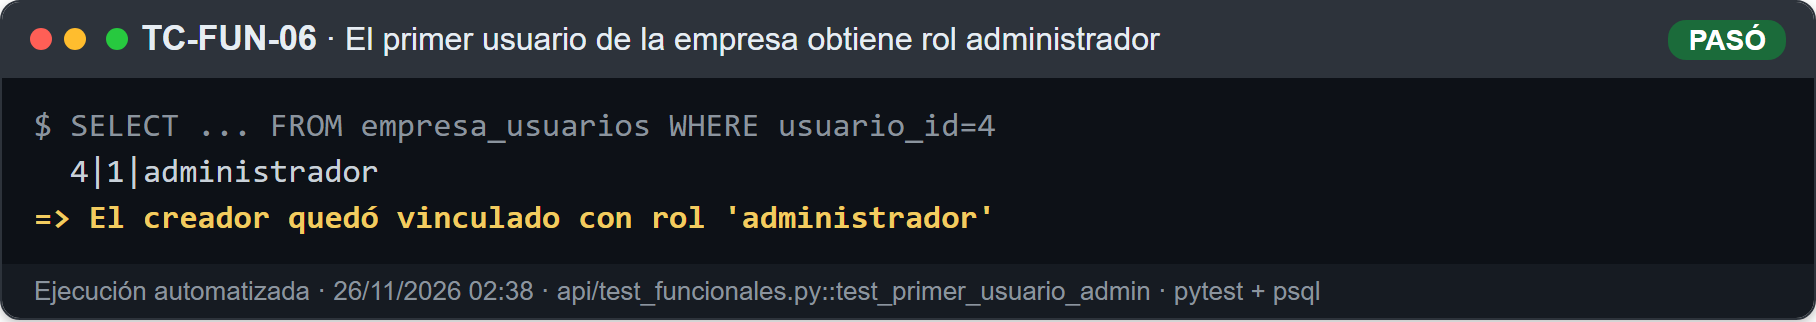 TC-FUN-06 · El primer usuario de la empresa obtiene rol administrador PASÓ
$ SELECT ... FROM empresa_usuarios WHERE usuario_id=4
4|1|administrador
=> El creador quedó vinculado con rol 'administrador'
Ejecución automatizada · 26/11/2026 02:38 · api/test_funcionales.py::test_primer_usuario_admin · pytest + psql